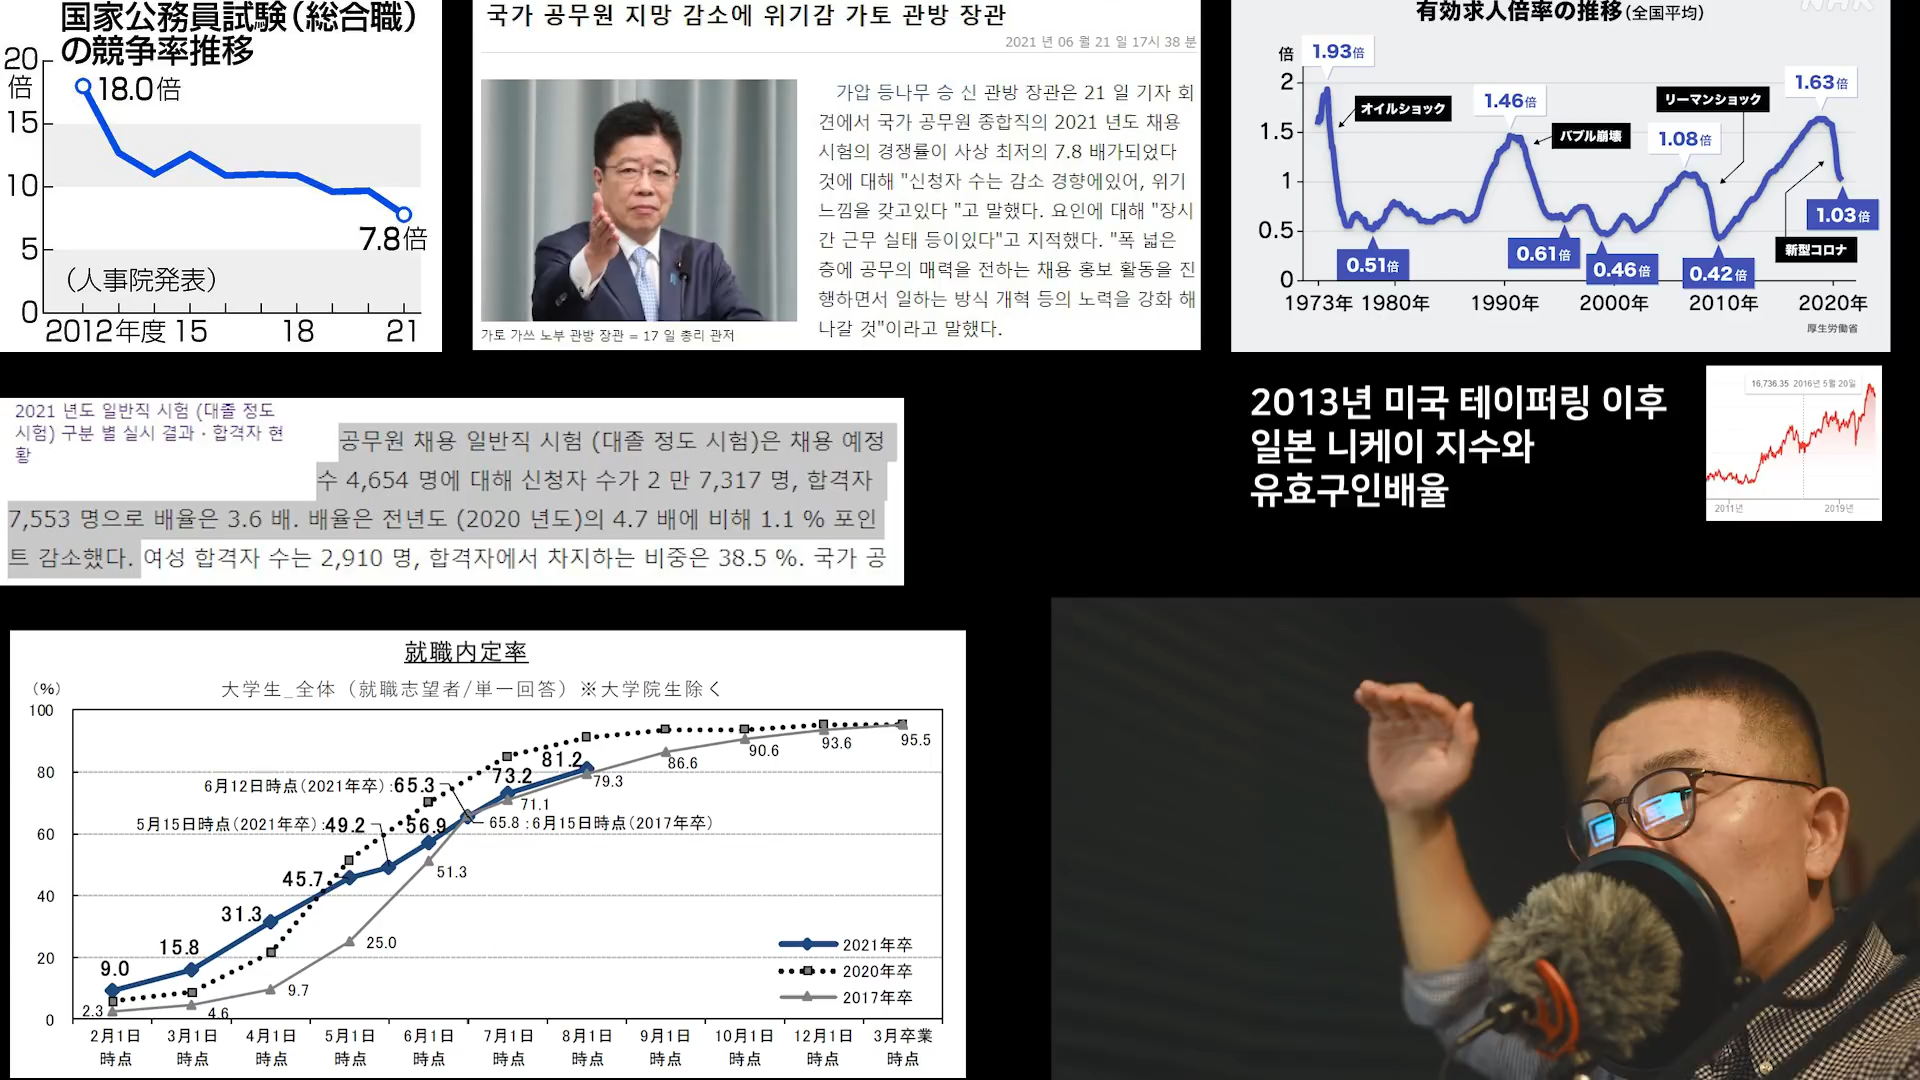 国家公務員試験(総合職)
の競争率推移
20
倍
18.0倍
15
10
5
7.8倍
(人事院発表)
0
2012年度 15 18 21
국가 공무원 지망 감소에 위기감 가토 관방 장관
2021 년 06 월 21 일 17시 38 분
가압 등나무 승 신 관방 장관은 21 일 기자 회
견에서 국가 공무원 종합직의 2021 년도 채용
시험의 경쟁률이 사상 최저의 7.8 배가되었다
것에 대해 "신청자 수는 감소 경향에있어, 위기
느낌을 갖고있다 "고 말했다. 요인에 대해 "장시
간 근무 실태 등이있다"고 지적했다. "폭 넓은
층에 공무의 매력을 전하는 채용 홍보 활동을 진
행하면서 일하는 방식 개혁 등의 노력을 강화 해
나갈 것"이라고 말했다.
가토 가쓰 노부 관방 장관 = 17 일 총리 관저
有効求人倍率の推移(全国平均)
NHK
倍
1.93倍
2
オイルショック
1.46倍
リーマンショック
1.63倍
1.5
バブル崩壊
1.08倍
1
1.03倍
0.5
0.51倍
0.61倍
0.46倍
0.42倍
新型コロナ
0
1973年 1980年 1990年 2000年 2010年 2020年
厚生労働省
2021 년도 일반직 시험 (대졸 정도
시험) 구분 별 실시 결과 · 합격자 현
황
공무원 채용 일반직 시험 (대졸 정도 시험)은 채용 예정
수 4,654 명에 대해 신청자 수가 2 만 7,317 명, 합격자
7,553 명으로 배율은 3.6 배. 배율은 전년도 (2020 년도)의 4.7 배에 비해 1.1 % 포인
트 감소했다. 여성 합격자 수는 2,910 명, 합격자에서 차지하는 비중은 38.5 %. 국가 공
2013년 미국 테이퍼링 이후
일본 니케이 지수와
유효구인배율
16,736.35 2016년 5월 20일
2011년 2019년
就職内定率
大学生_全体(就職志望者/単一回答)※大学院生除く
(%)
100
80
60
40
20
0
6月12日時点(2021年卒):65.3
5月15日時点(2021年卒):49.2
65.8:6月15日時点(2017年卒)
9.0
15.8
31.3
45.7
56.9
73.2
81.2
2.3
4.6
9.7
25.0
51.3
71.1
79.3
86.6
90.6
93.6
95.5
2021年卒
2020年卒
2017年卒
2月1日 3月1日 4月1日 5月1日 6月1日 7月1日 8月1日 9月1日 10月1日 12月1日 3月卒業
時点 時点 時点 時点 時点 時点 時点 時点 時点 時点 時点